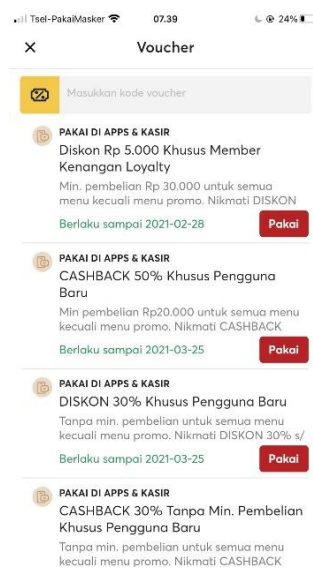 Tsel-PakaiMasker 07.39 24%
Voucher
Masukkan kode voucher
PAKAI DI APPS & KASIR
Diskon Rp 5.000 Khusus Member
Kenangan Loyalty
Min. pembelian Rp 30.000 untuk semua
menu kecuali menu promo. Nikmati DISKON
Berlaku sampai 2021-02-28 Pakai
PAKAI DI APPS & KASIR
CASHBACK 50% Khusus Pengguna
Baru
Min pembelian Rp20.000 untuk semua menu
kecuali menu promo. Nikmati CASHBACK
Berlaku sampai 2021-03-25 Pakai
PAKAI DI APPS & KASIR
DISKON 30% Khusus Pengguna Baru
Tanpa min. pembelian untuk semua menu
kecuali menu promo. Nikmati DISKON 30% s/
Berlaku sampai 2021-03-25 Pakai
PAKAI DI APPS & KASIR
CASHBACK 30% Tanpa Min. Pembelian
Khusus Pengguna Baru
Tanpa min. pembelian untuk semua menu
kecuali menu promo. Nikmati CASHBACK